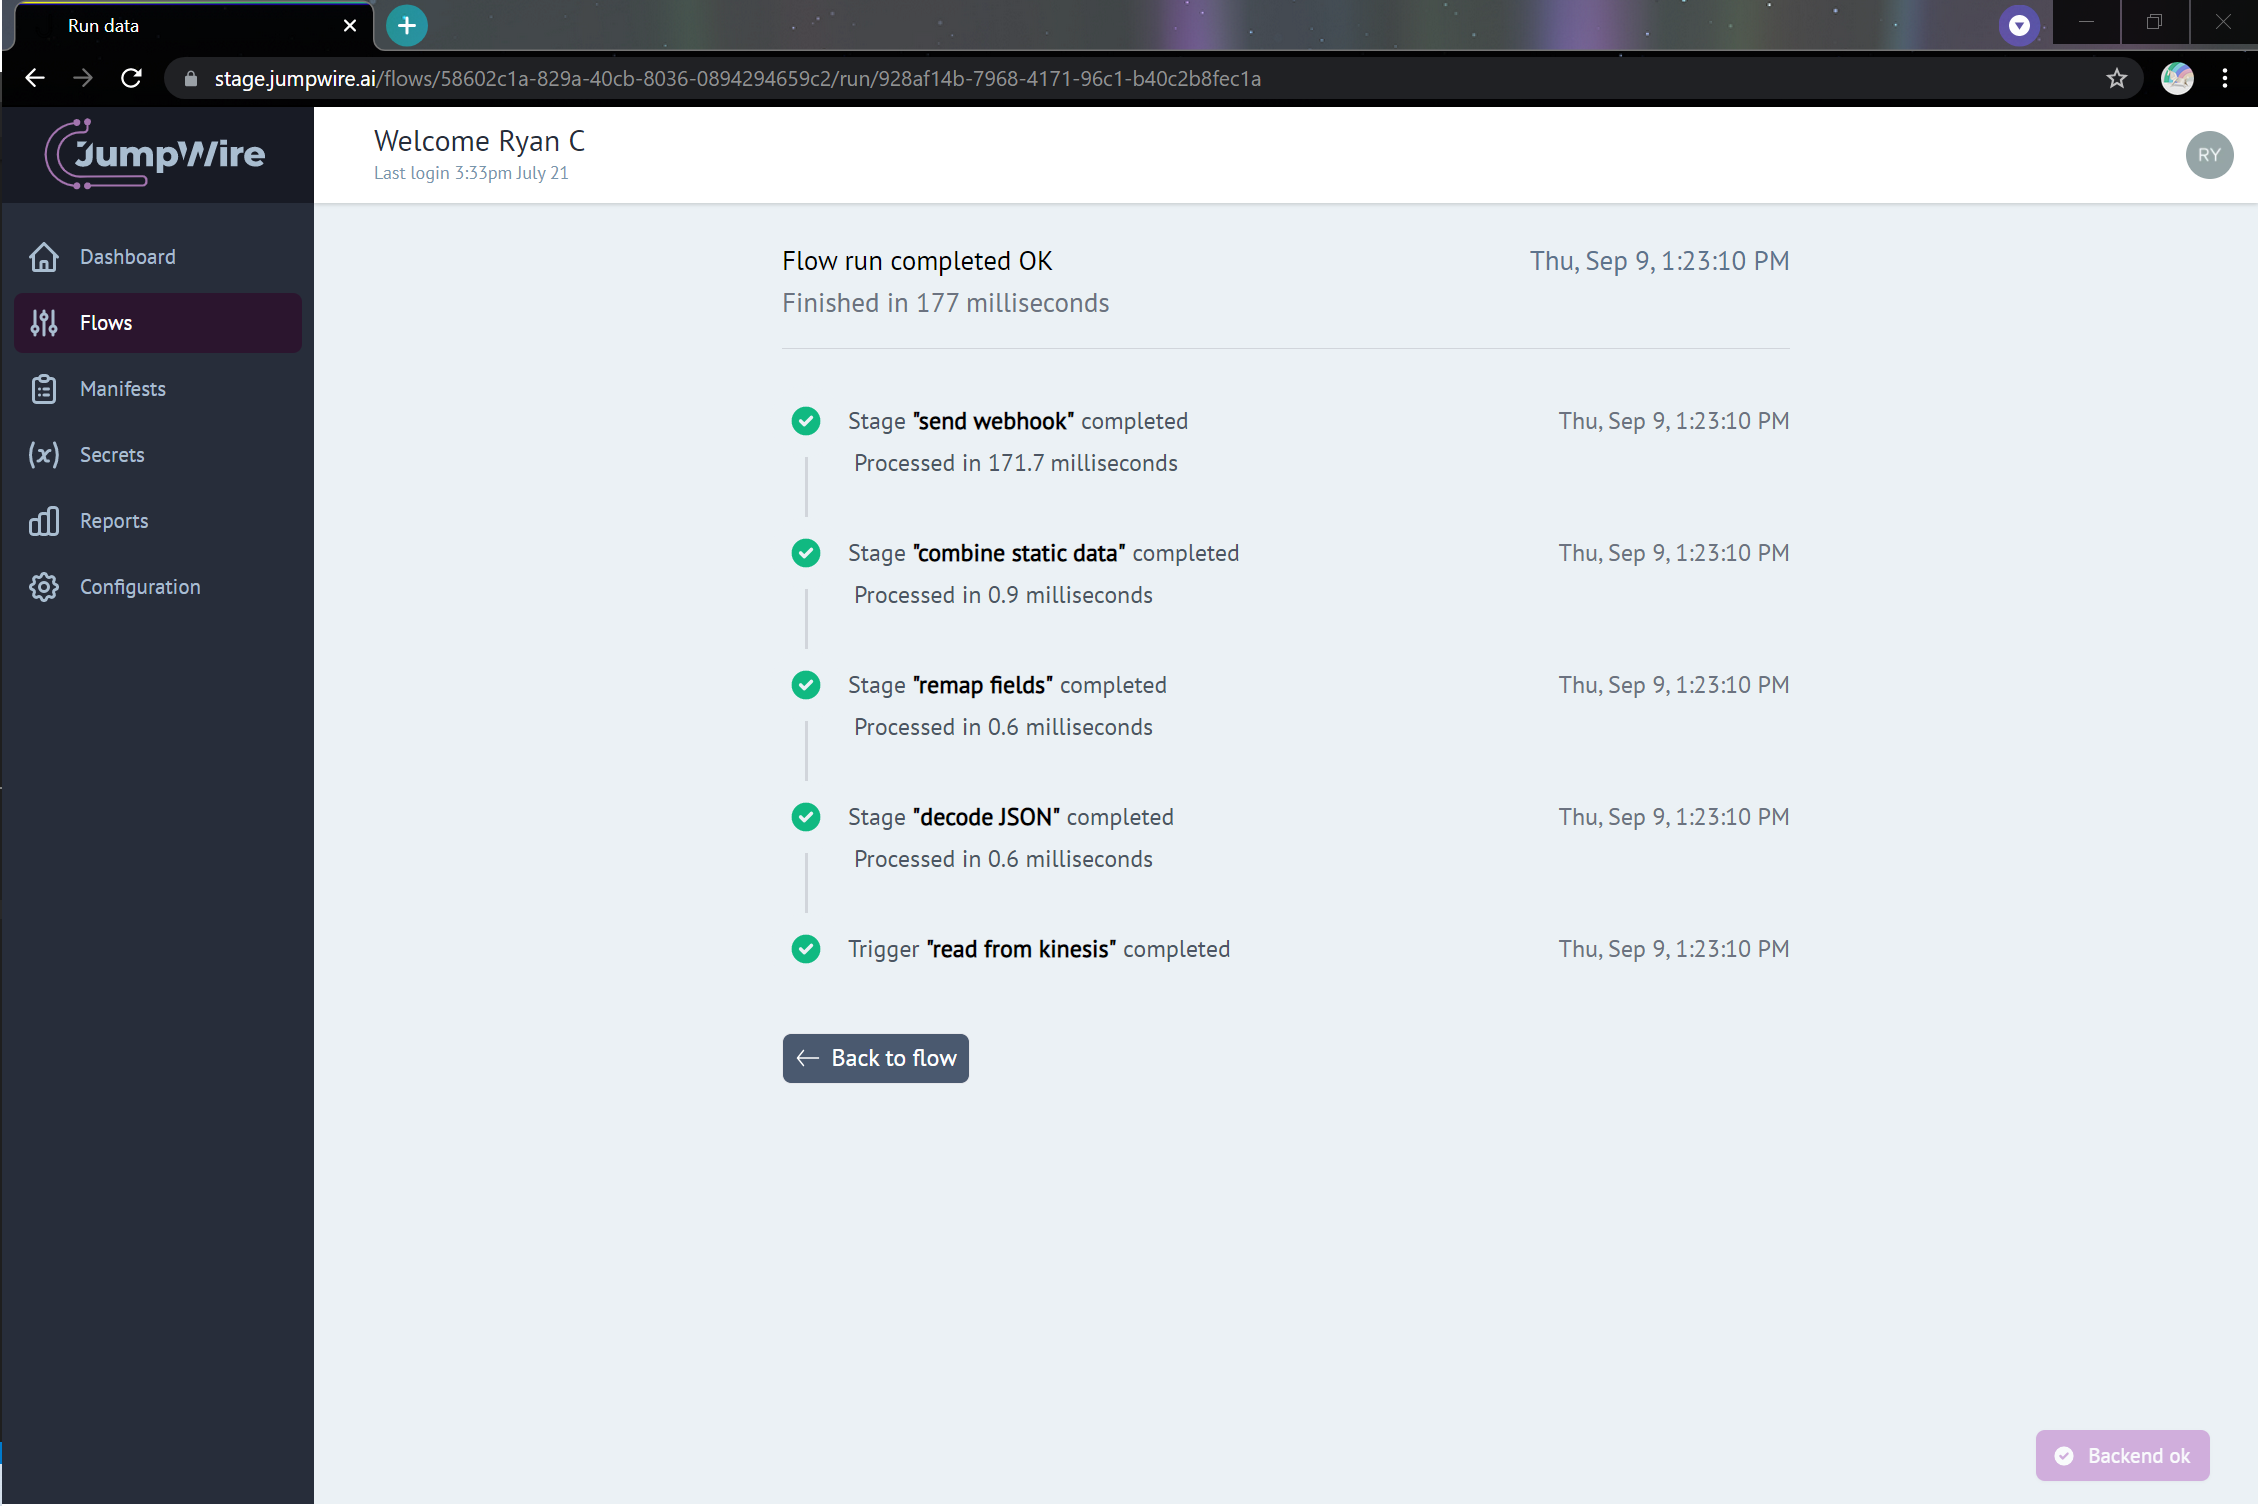 Run data
stage.jumpwire.ai/flows/58602c1a-829a-40cb-8036-0894294659c2/run/928af14b-7968-4171-96c1-b40c2b8fec1a
JumpWire
Welcome Ryan C
Last login 3:33pm July 21
RY
Dashboard
Flows
Manifests
(x) Secrets
Reports
Configuration
Flow run completed OK Thu, Sep 9, 1:23:10 PM
Finished in 177 milliseconds
Stage "send webhook" completed Thu, Sep 9, 1:23:10 PM
Processed in 171.7 milliseconds
Stage "combine static data" completed Thu, Sep 9, 1:23:10 PM
Processed in 0.9 milliseconds
Stage "remap fields" completed Thu, Sep 9, 1:23:10 PM
Processed in 0.6 milliseconds
Stage "decode JSON" completed Thu, Sep 9, 1:23:10 PM
Processed in 0.6 milliseconds
Trigger "read from kinesis" completed Thu, Sep 9, 1:23:10 PM
Back to flow
Backend ok